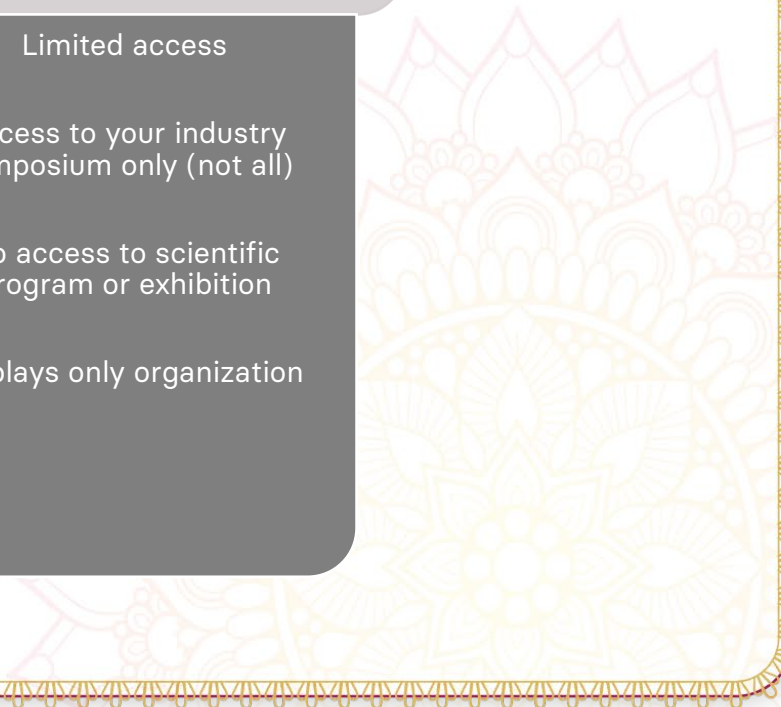 Limited access
cess to your industry
mposium only (not all)
o access to scientific
rogram or exhibition
plays only organization